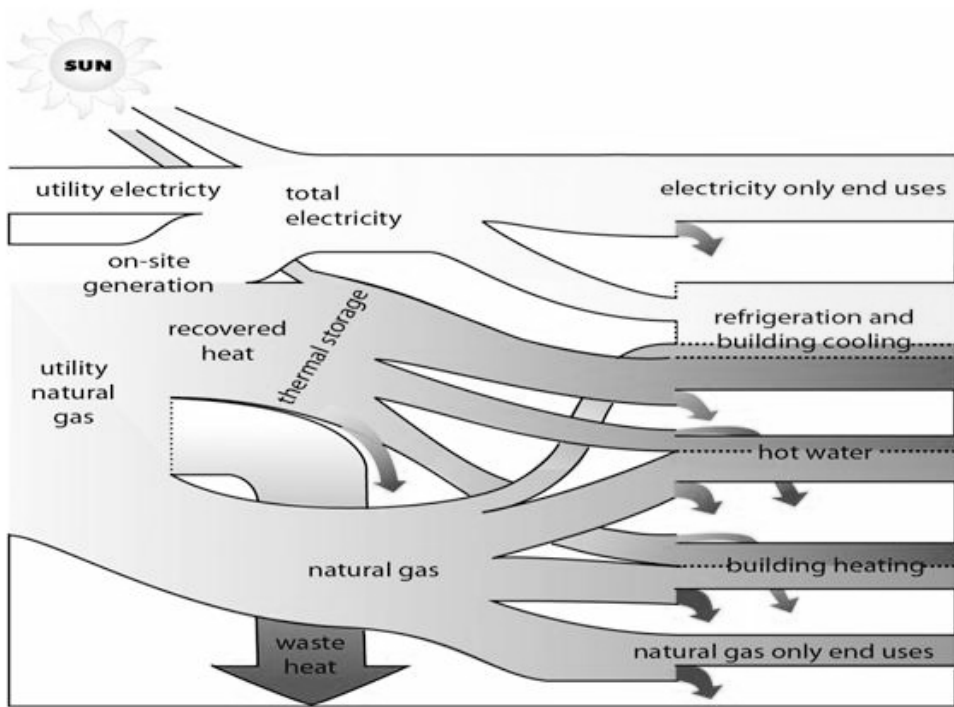 SUN
utility electricty
total
electricity
electricity only end uses
on-site
generation
recovered
heat
thermal storage
refrigeration and
building cooling
utility
natural
gas
hot water
natural gas
building heating
waste
heat
natural gas only end uses